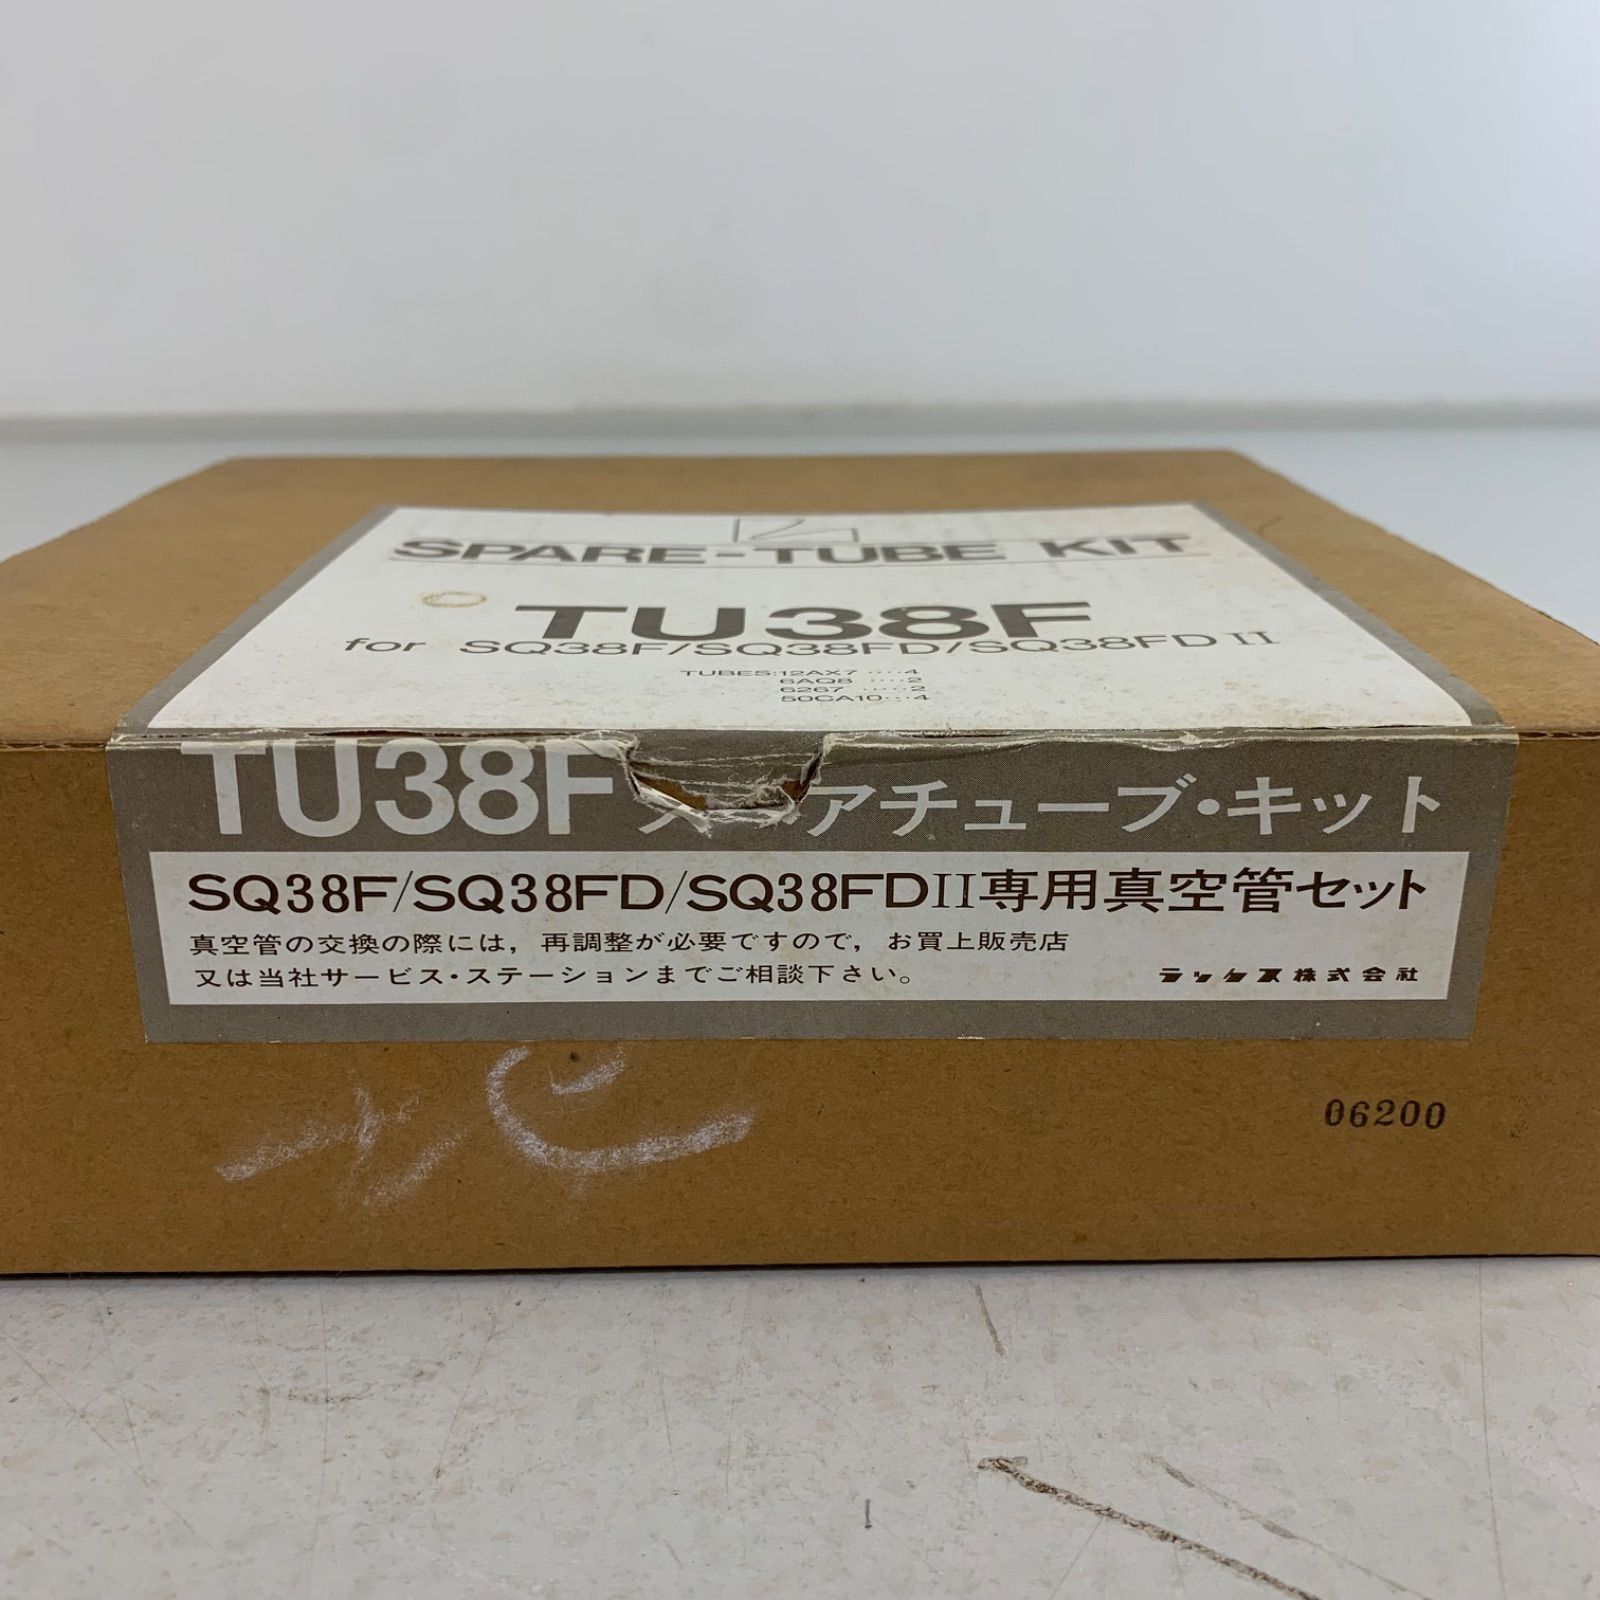 SPARE-TUBE KIT
TU38F
for SQ38F/SQ38FD/SQ38FD II
TUBES:12AX7 ····4
6AQ8 ····2
6267 ·····2
50CA10···4
TU38F アチューブ・キット
SQ38F/SQ38FD/SQ38FDII専用真空管セット
真空管の交換の際には，再調整が必要ですので，お買上販売店
又は当社サービス・ステーションまでご相談下さい。
ラックス株式会社
06200